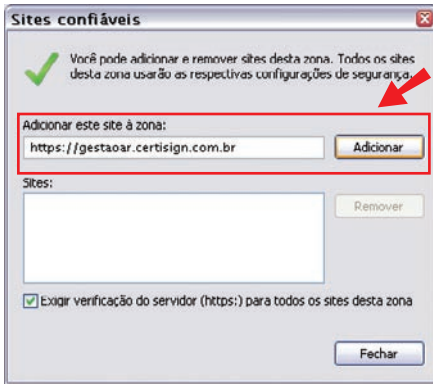 Sites confiáveis
Você pode adicionar e remover sites desta zona. Todos os sites
desta zona usarão as respectivas configurações de segurança.
Adicionar este site à zona:
https://gestaoar.certisign.com.br
Adicionar
Sites:
Remover
Exigir verificação do servidor (https:) para todos os sites desta zona
Fechar